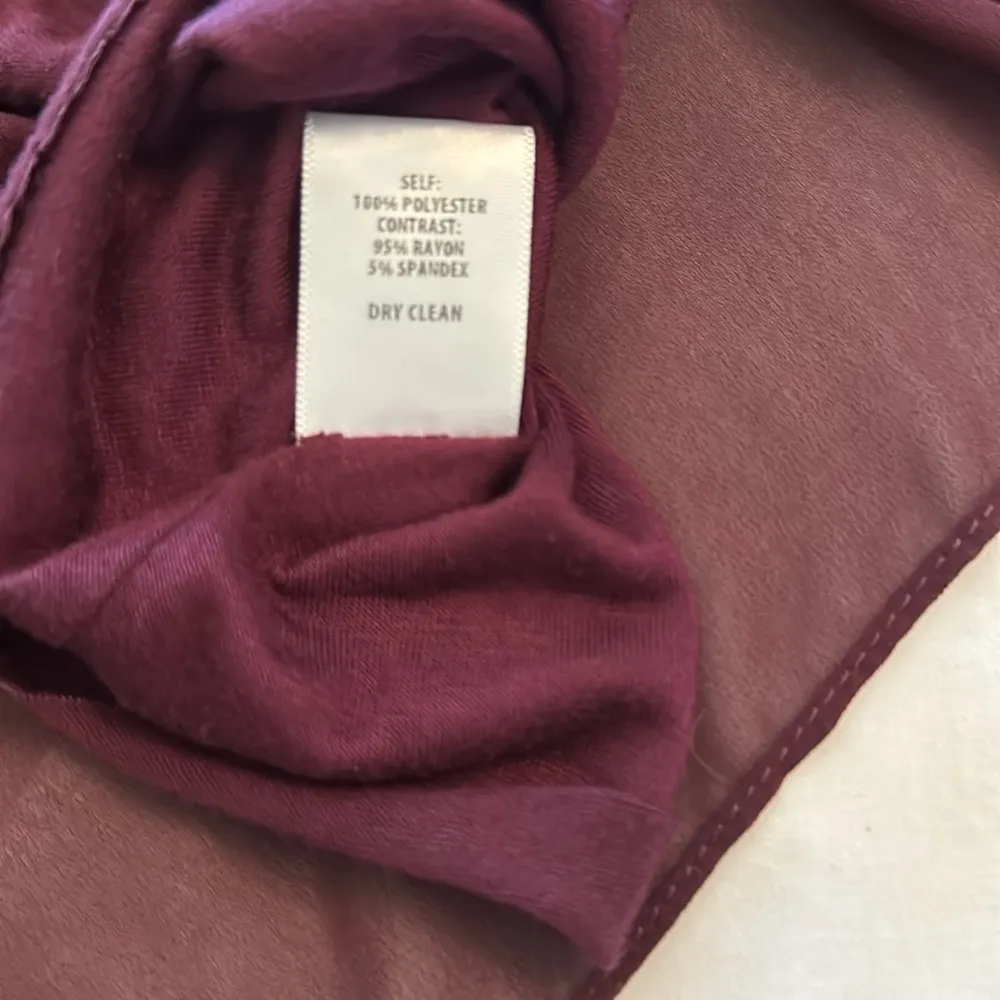 SELF:
100% POLYESTER
CONTRAST:
95% RAYON
5% SPANDEX
DRY CLEAN